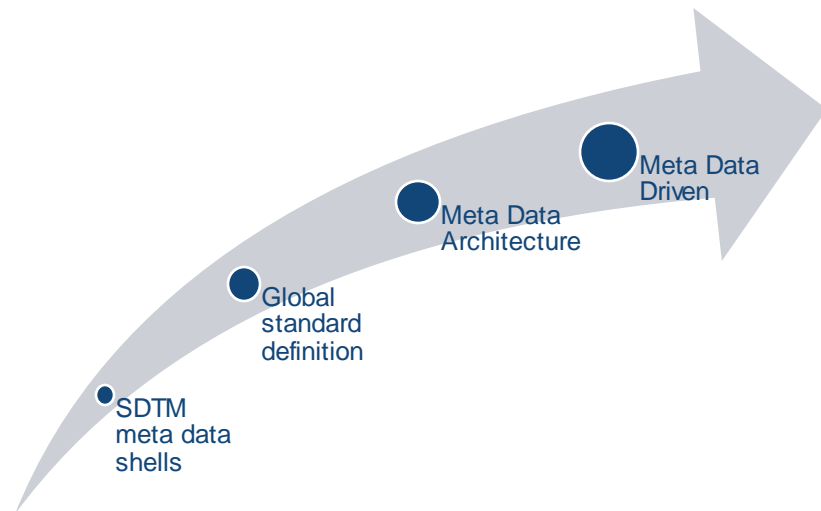 Meta Data
Driven
Meta Data
Architecture
Global
standard
definition
SDTM
meta data
shells